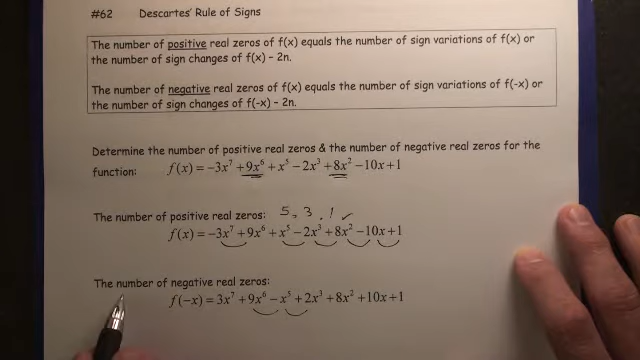 #62 Descartes' Rule of Signs
The number of positive real zeros of f(x) equals the number of sign variations of f(x) or
the number of sign changes of f(x) – 2n.
The number of negative real zeros of f(x) equals the number of sign variations of f(-x) or
the number of sign changes of f(-x) – 2n.
Determine the number of positive real zeros & the number of negative real zeros for the
function: f(x) = −3x⁷ + 9x⁶ + x⁵ − 2x³ + 8x² − 10x + 1
The number of positive real zeros: 5, 3, 1 ✓
f(x) = −3x⁷ + 9x⁶ + x⁵ − 2x³ + 8x² − 10x + 1
The number of negative real zeros:
f(−x) = 3x⁷ + 9x⁶ − x⁵ + 2x³ + 8x² + 10x + 1